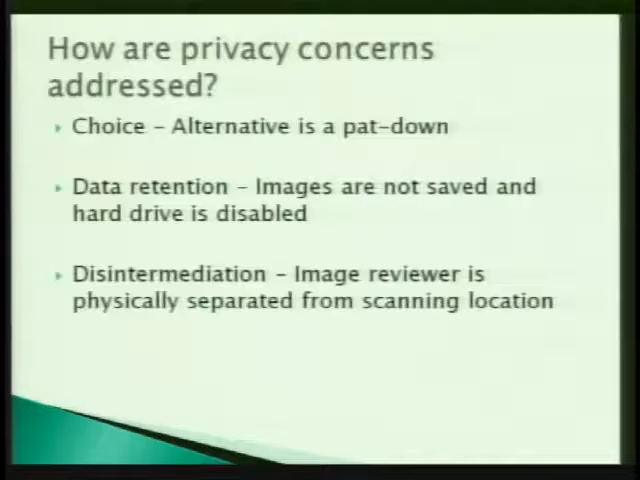 How are privacy concerns
addressed?
Choice – Alternative is a pat-down
Data retention – Images are not saved and
hard drive is disabled
Disintermediation – Image reviewer is
physically separated from scanning location